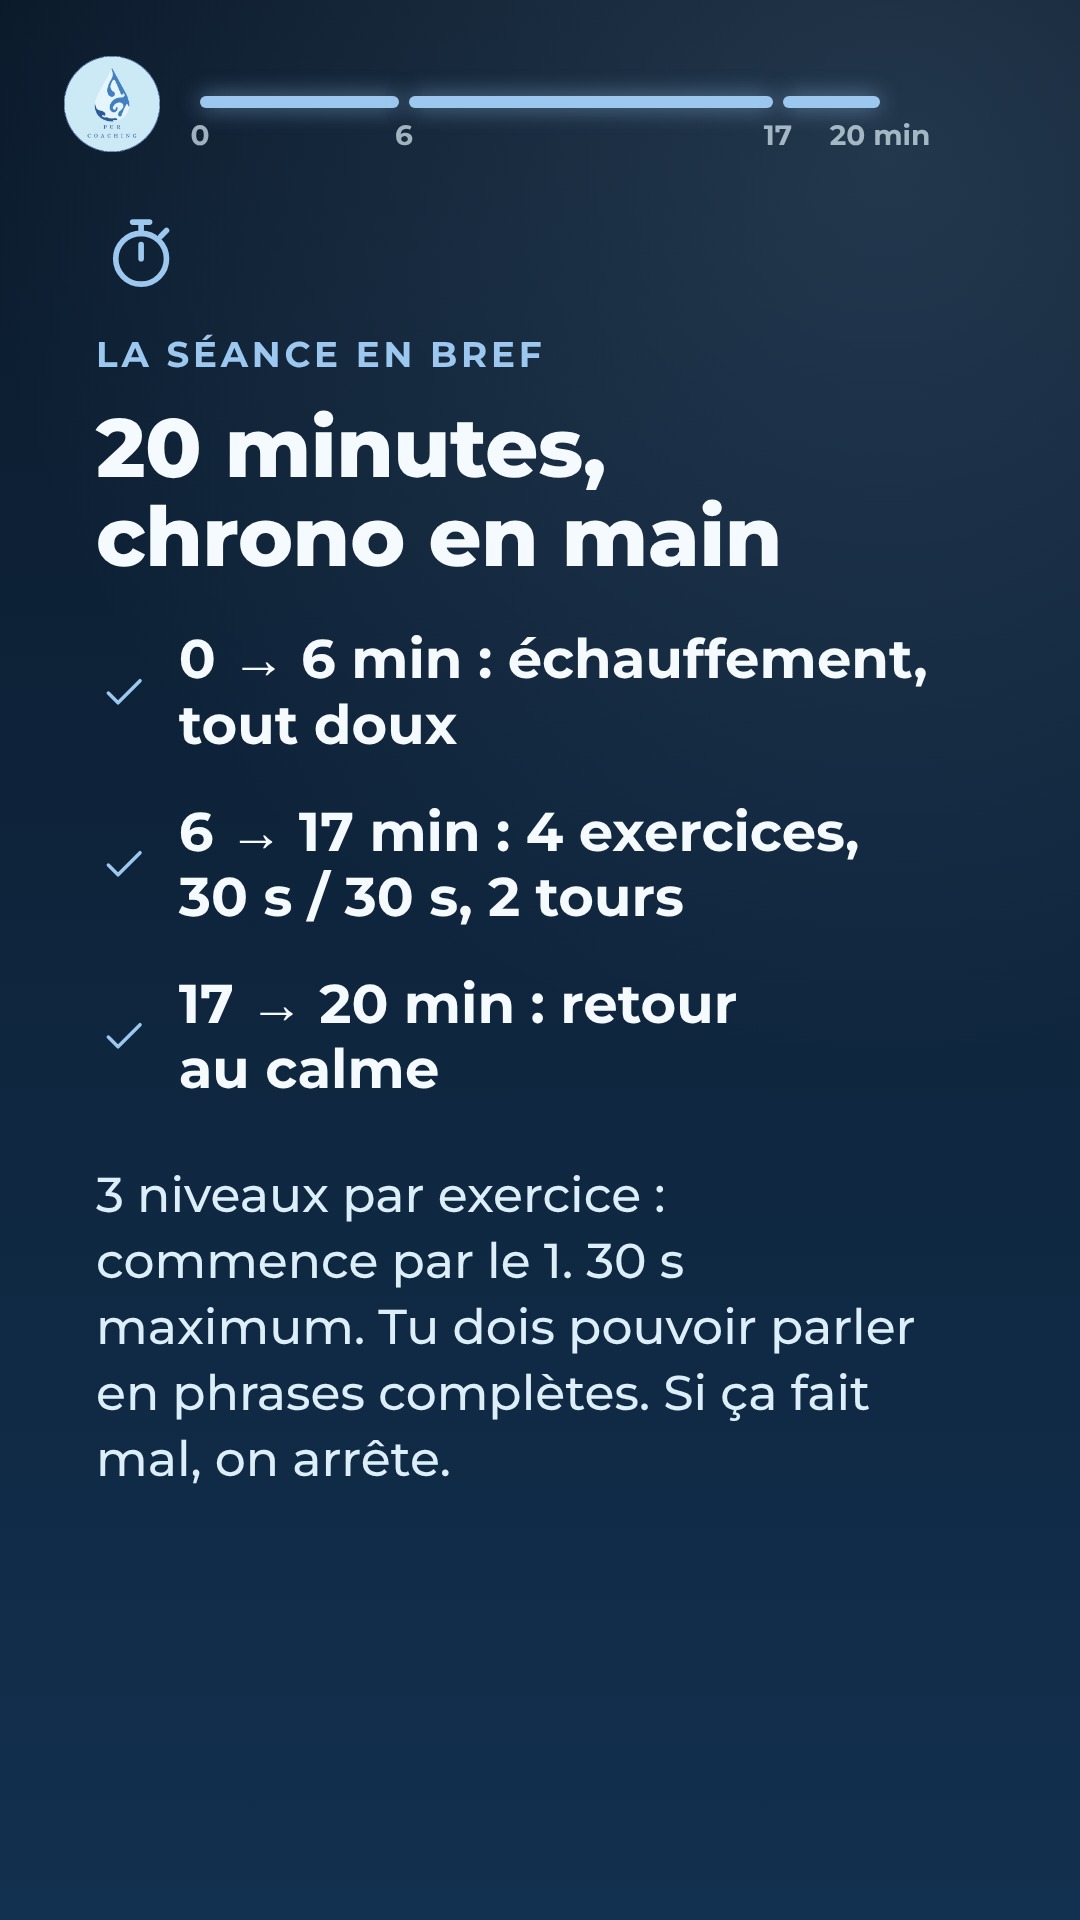 PUR
COACHING
0 6 17 20 min
LA SÉANCE EN BREF
20 minutes,
chrono en main
0 → 6 min : échauffement,
tout doux
6 → 17 min : 4 exercices,
30 s / 30 s, 2 tours
17 → 20 min : retour
au calme
3 niveaux par exercice :
commence par le 1. 30 s
maximum. Tu dois pouvoir parler
en phrases complètes. Si ça fait
mal, on arrête.